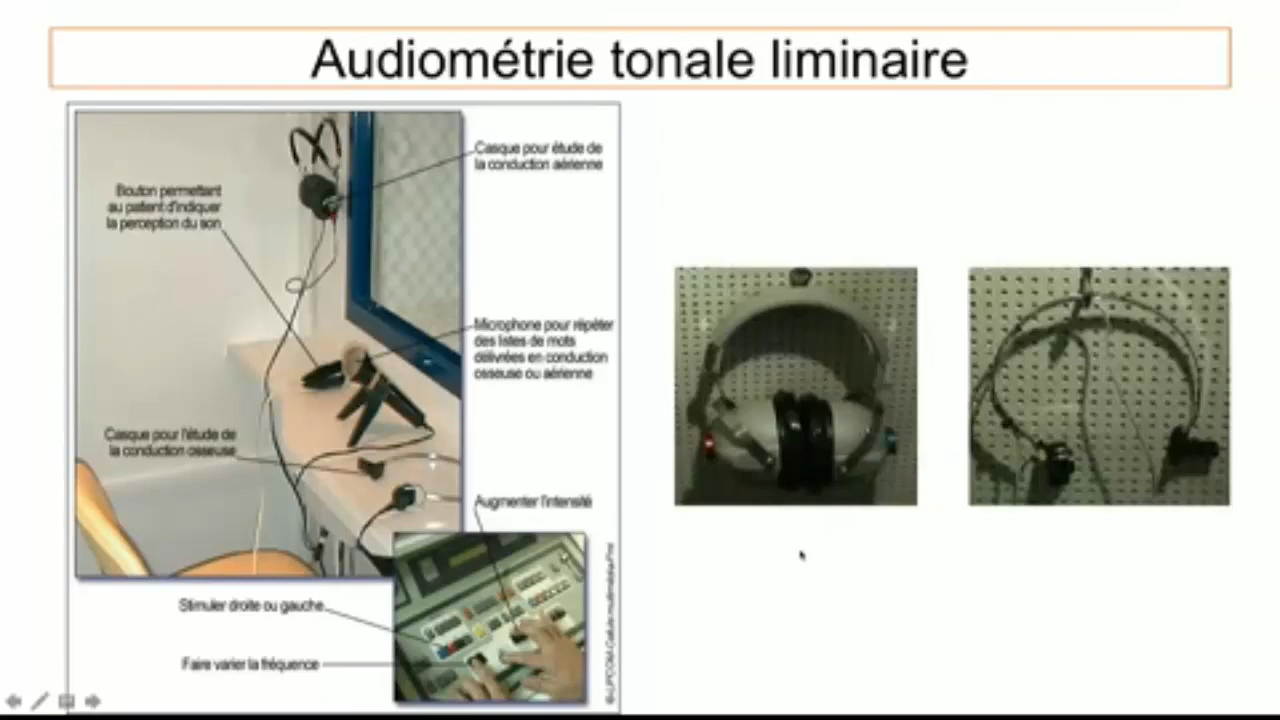 Audiométrie tonale liminaire
Casque pour étude de
la conduction aérienne
Bouton permettant
au patient d'indiquer
la perception du son
Microphone pour répéter
des listes de mots
délivrées en conduction
osseuse ou aérienne
Casque pour l'étude de
la conduction osseuse
Augmenter l'intensité
Stimuler droite ou gauche
Faire varier la fréquence